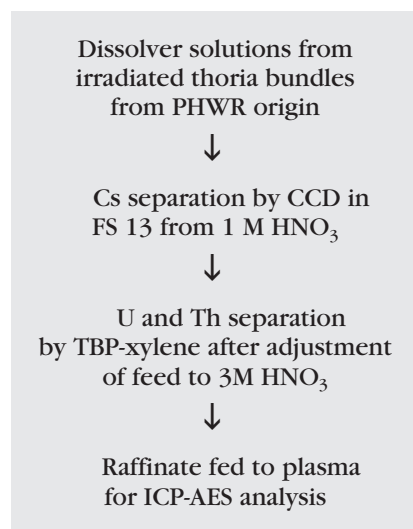 Dissolver solutions from
irradiated thoria bundles
from PHWR origin
↓
Cs separation by CCD in
FS 13 from 1 M HNO₃
↓
U and Th separation
by TBP-xylene after adjustment
of feed to 3M HNO₃
↓
Raffinate fed to plasma
for ICP-AES analysis